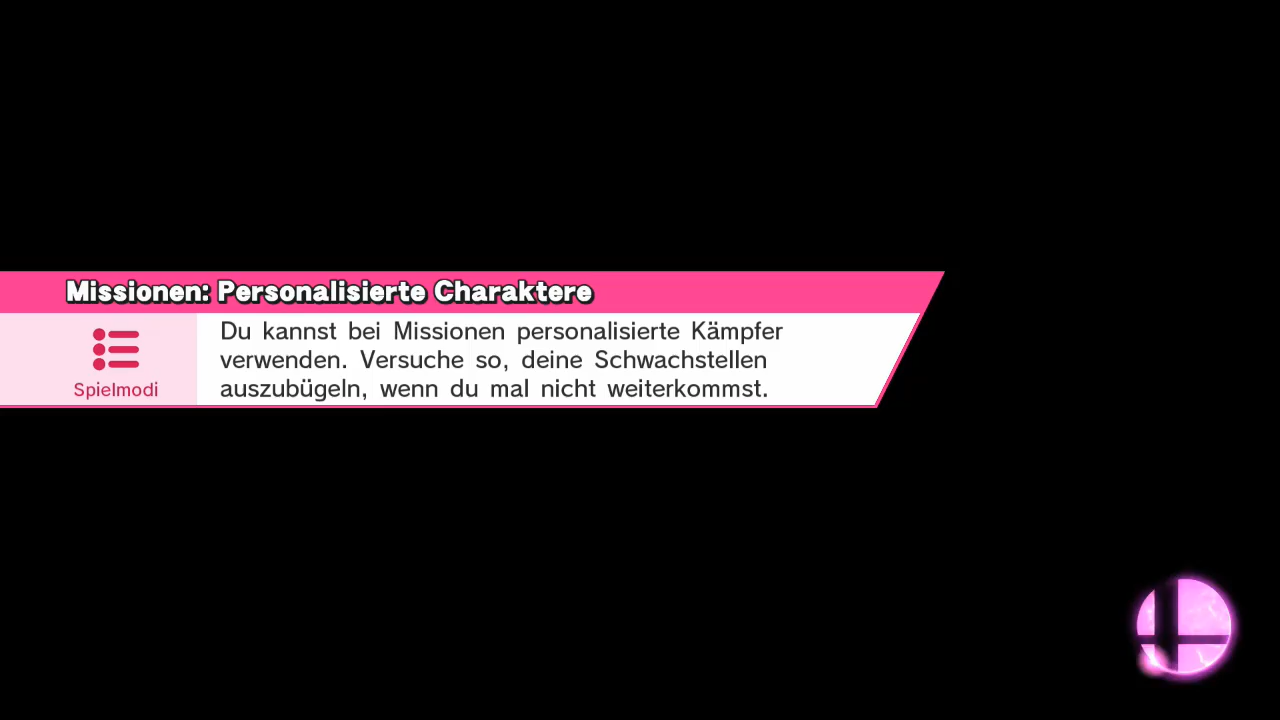 Missionen: Personalisierte Charaktere
Spielmodi
Du kannst bei Missionen personalisierte Kämpfer
verwenden. Versuche so, deine Schwachstellen
auszubügeln, wenn du mal nicht weiterkommst.